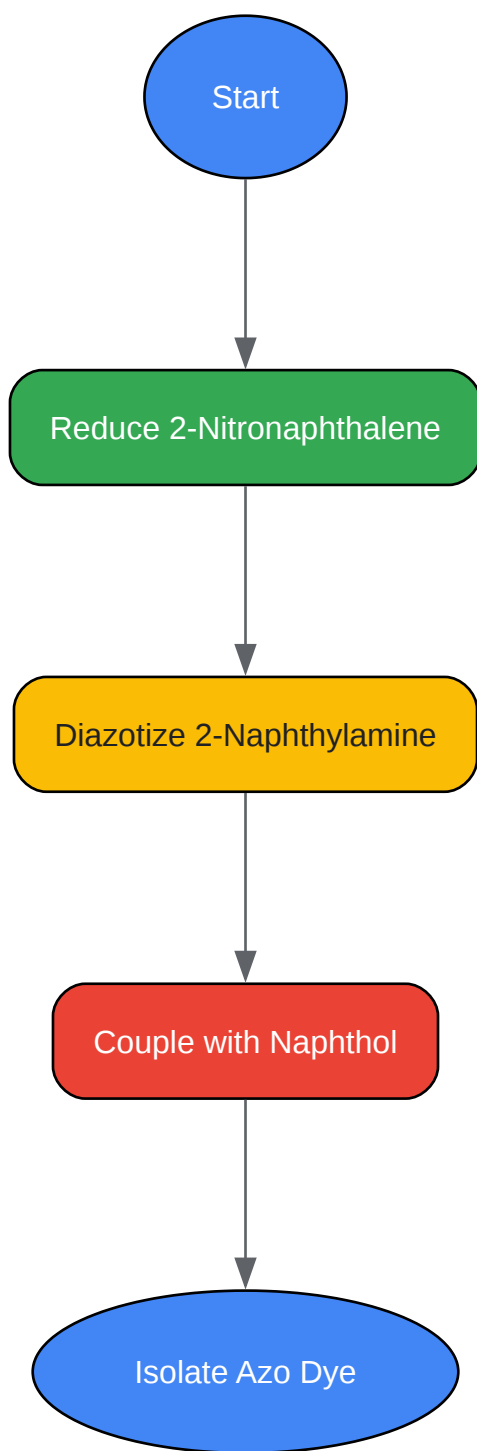 Start
Reduce 2-Nitronaphthalene
Diazotize 2-Naphthylamine
Couple with Naphthol
Isolate Azo Dye